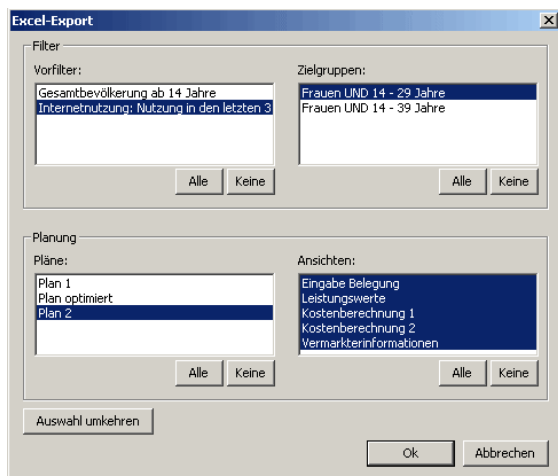 Excel-Export
Filter
Vorfilter:
Zielgruppen:
Gesamtbevölkerung ab 14 Jahre
Internetnutzung: Nutzung in den letzten 3
Frauen UND 14 - 29 Jahre
Frauen UND 14 - 39 Jahre
Alle
Keine
Alle
Keine
Planung
Pläne:
Ansichten:
Plan 1
Plan optimiert
Plan 2
Eingabe Belegung
Leistungswerte
Kostenberechnung 1
Kostenberechnung 2
Vermarkterinformationen
Alle
Keine
Alle
Keine
Auswahl umkehren
Ok
Abbrechen